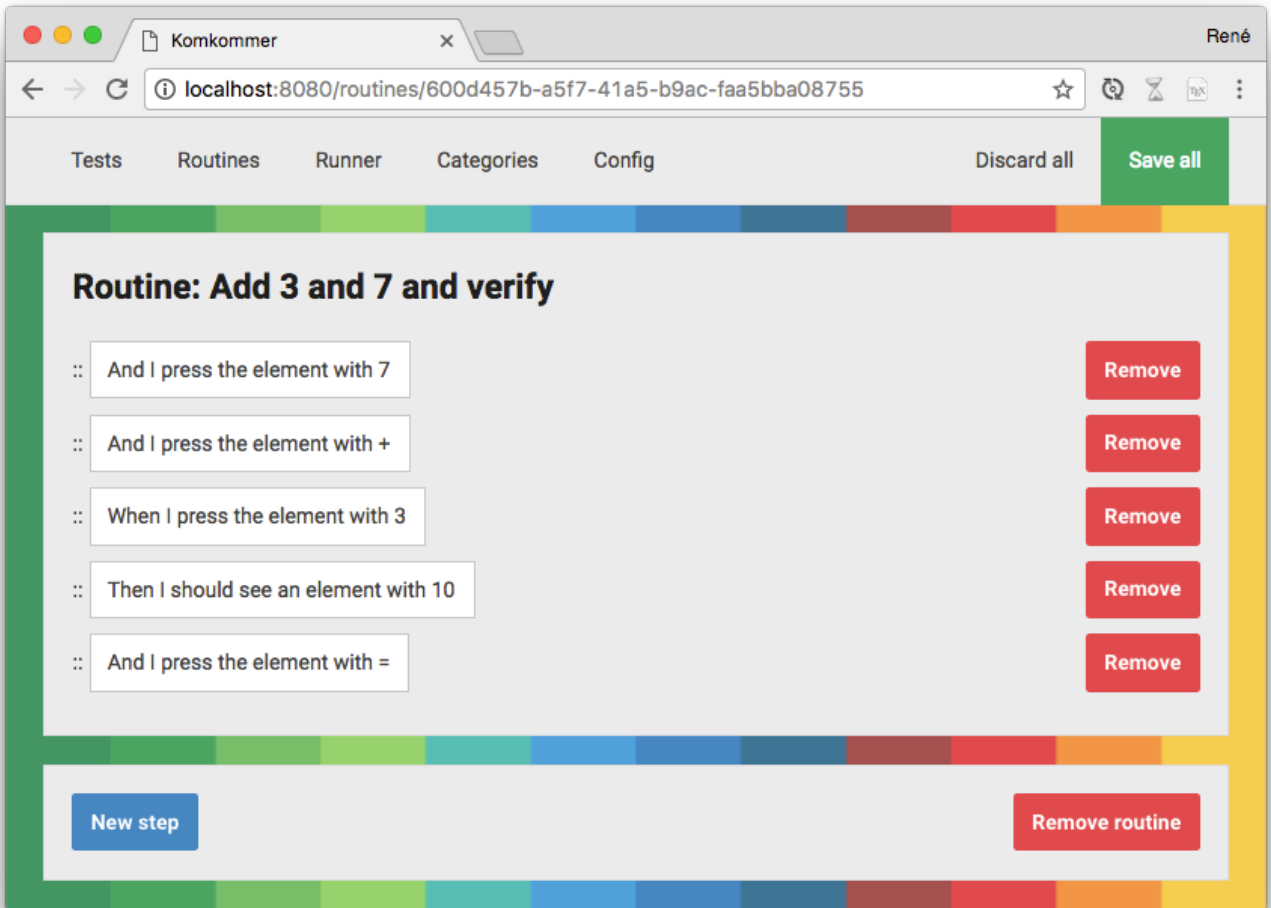 Komkommer
René
localhost:8080/routines/600d457b-a5f7-41a5-b9ac-faa5bba08755
TEX
Tests Routines Runner Categories Config Discard all Save all
Routine: Add 3 and 7 and verify
:: And I press the element with 7 Remove
:: And I press the element with + Remove
:: When I press the element with 3 Remove
:: Then I should see an element with 10 Remove
:: And I press the element with = Remove
New step Remove routine